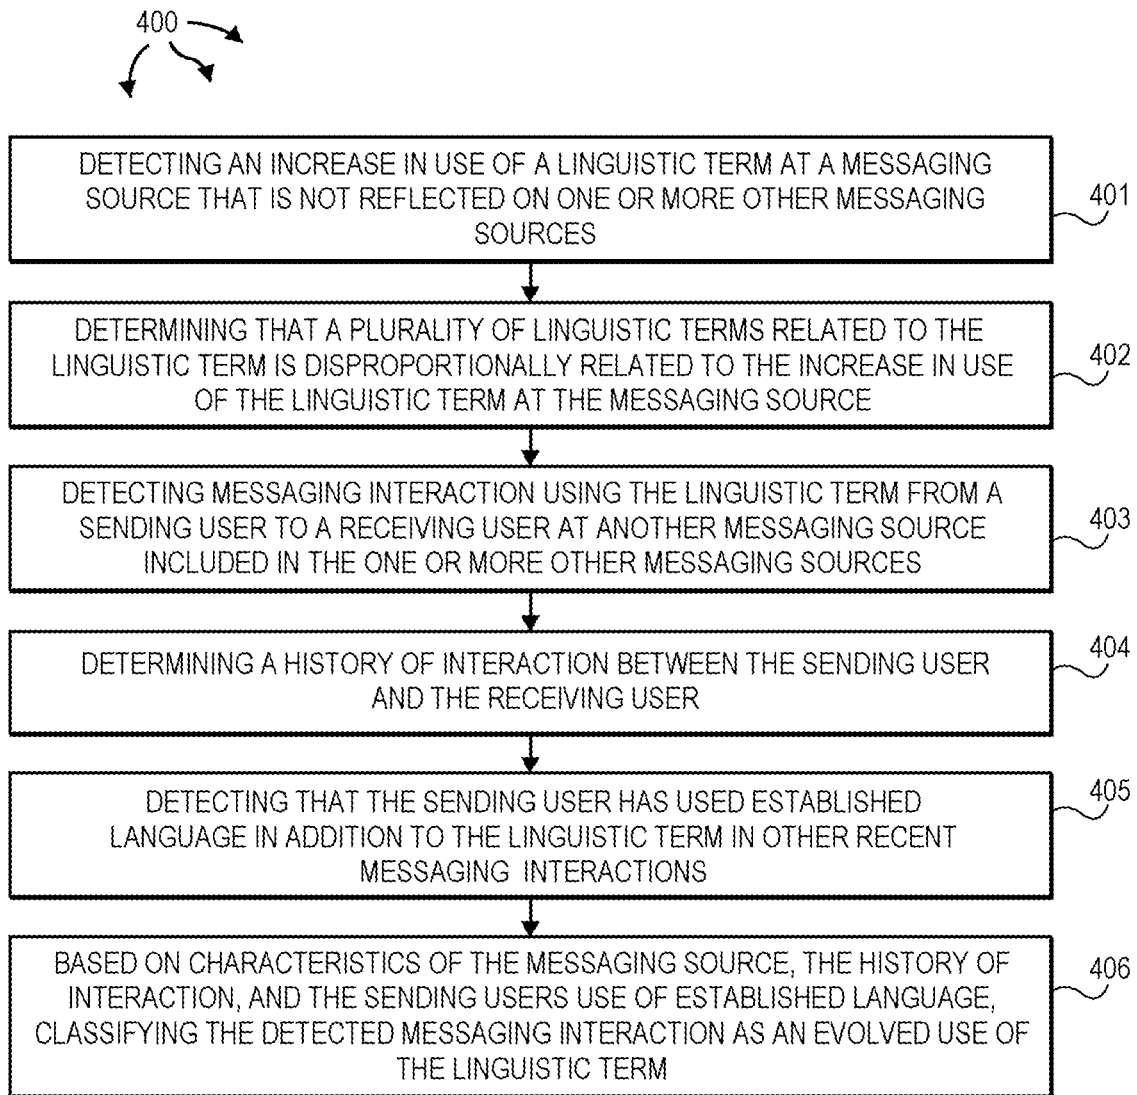 400
DETECTING AN INCREASE IN USE OF A LINGUISTIC TERM AT A MESSAGING
SOURCE THAT IS NOT REFLECTED ON ONE OR MORE OTHER MESSAGING
SOURCES
401
DETERMINING THAT A PLURALITY OF LINGUISTIC TERMS RELATED TO THE
LINGUISTIC TERM IS DISPROPORTIONALLY RELATED TO THE INCREASE IN USE
OF THE LINGUISTIC TERM AT THE MESSAGING SOURCE
402
DETECTING MESSAGING INTERACTION USING THE LINGUISTIC TERM FROM A
SENDING USER TO A RECEIVING USER AT ANOTHER MESSAGING SOURCE
INCLUDED IN THE ONE OR MORE OTHER MESSAGING SOURCES
403
DETERMINING A HISTORY OF INTERACTION BETWEEN THE SENDING USER
AND THE RECEIVING USER
404
DETECTING THAT THE SENDING USER HAS USED ESTABLISHED
LANGUAGE IN ADDITION TO THE LINGUISTIC TERM IN OTHER RECENT
MESSAGING INTERACTIONS
405
BASED ON CHARACTERISTICS OF THE MESSAGING SOURCE, THE HISTORY OF
INTERACTION, AND THE SENDING USERS USE OF ESTABLISHED LANGUAGE,
CLASSIFYING THE DETECTED MESSAGING INTERACTION AS AN EVOLVED USE OF
THE LINGUISTIC TERM
406